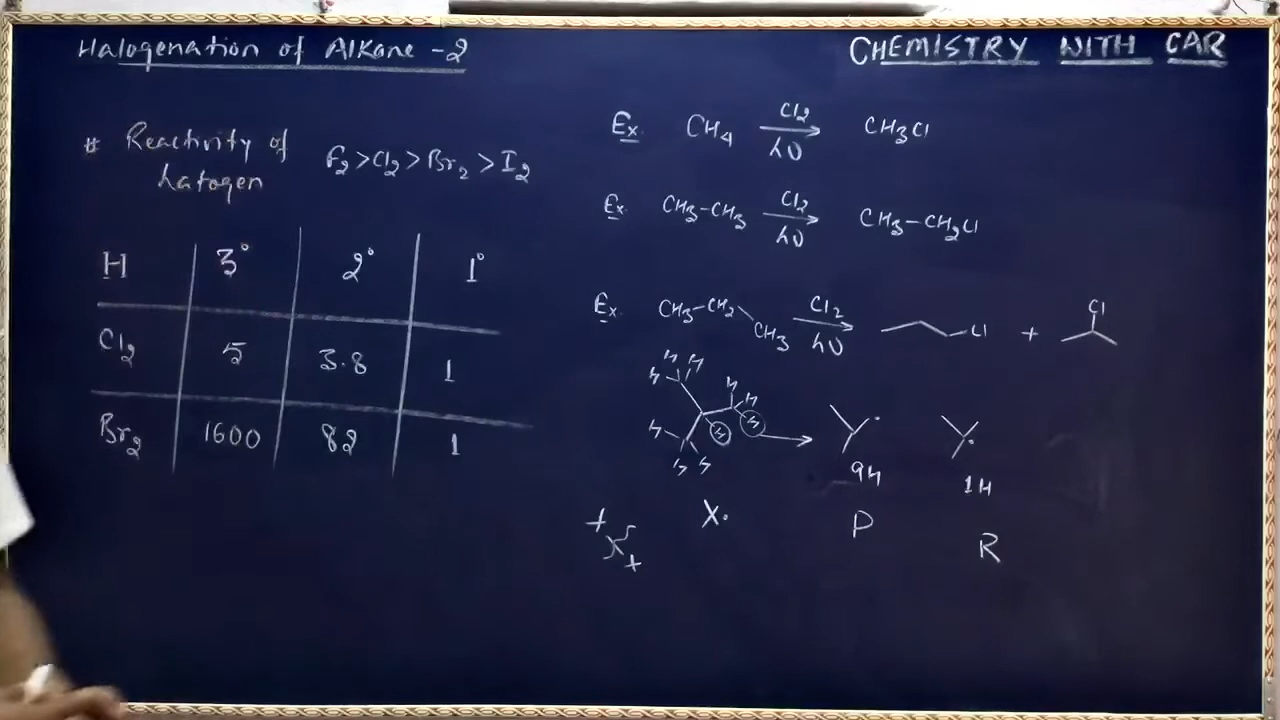 Halogenation of Alkane -2
CHEMISTRY WITH CAR
# Reactivity of halogen
F2 > Cl2 > Br2 > I2
H 3° 2° 1°
Cl2 5 3.8 1
Br2 1600 82 1
Ex. CH4 Cl2 hν CH3Cl
Ex. CH3-CH3 Cl2 hν CH3-CH2Cl
Ex. CH3-CH2 CH3 Cl2 hν Cl + Cl
H H H H H
H H H
H H
9H 1H
X• P R